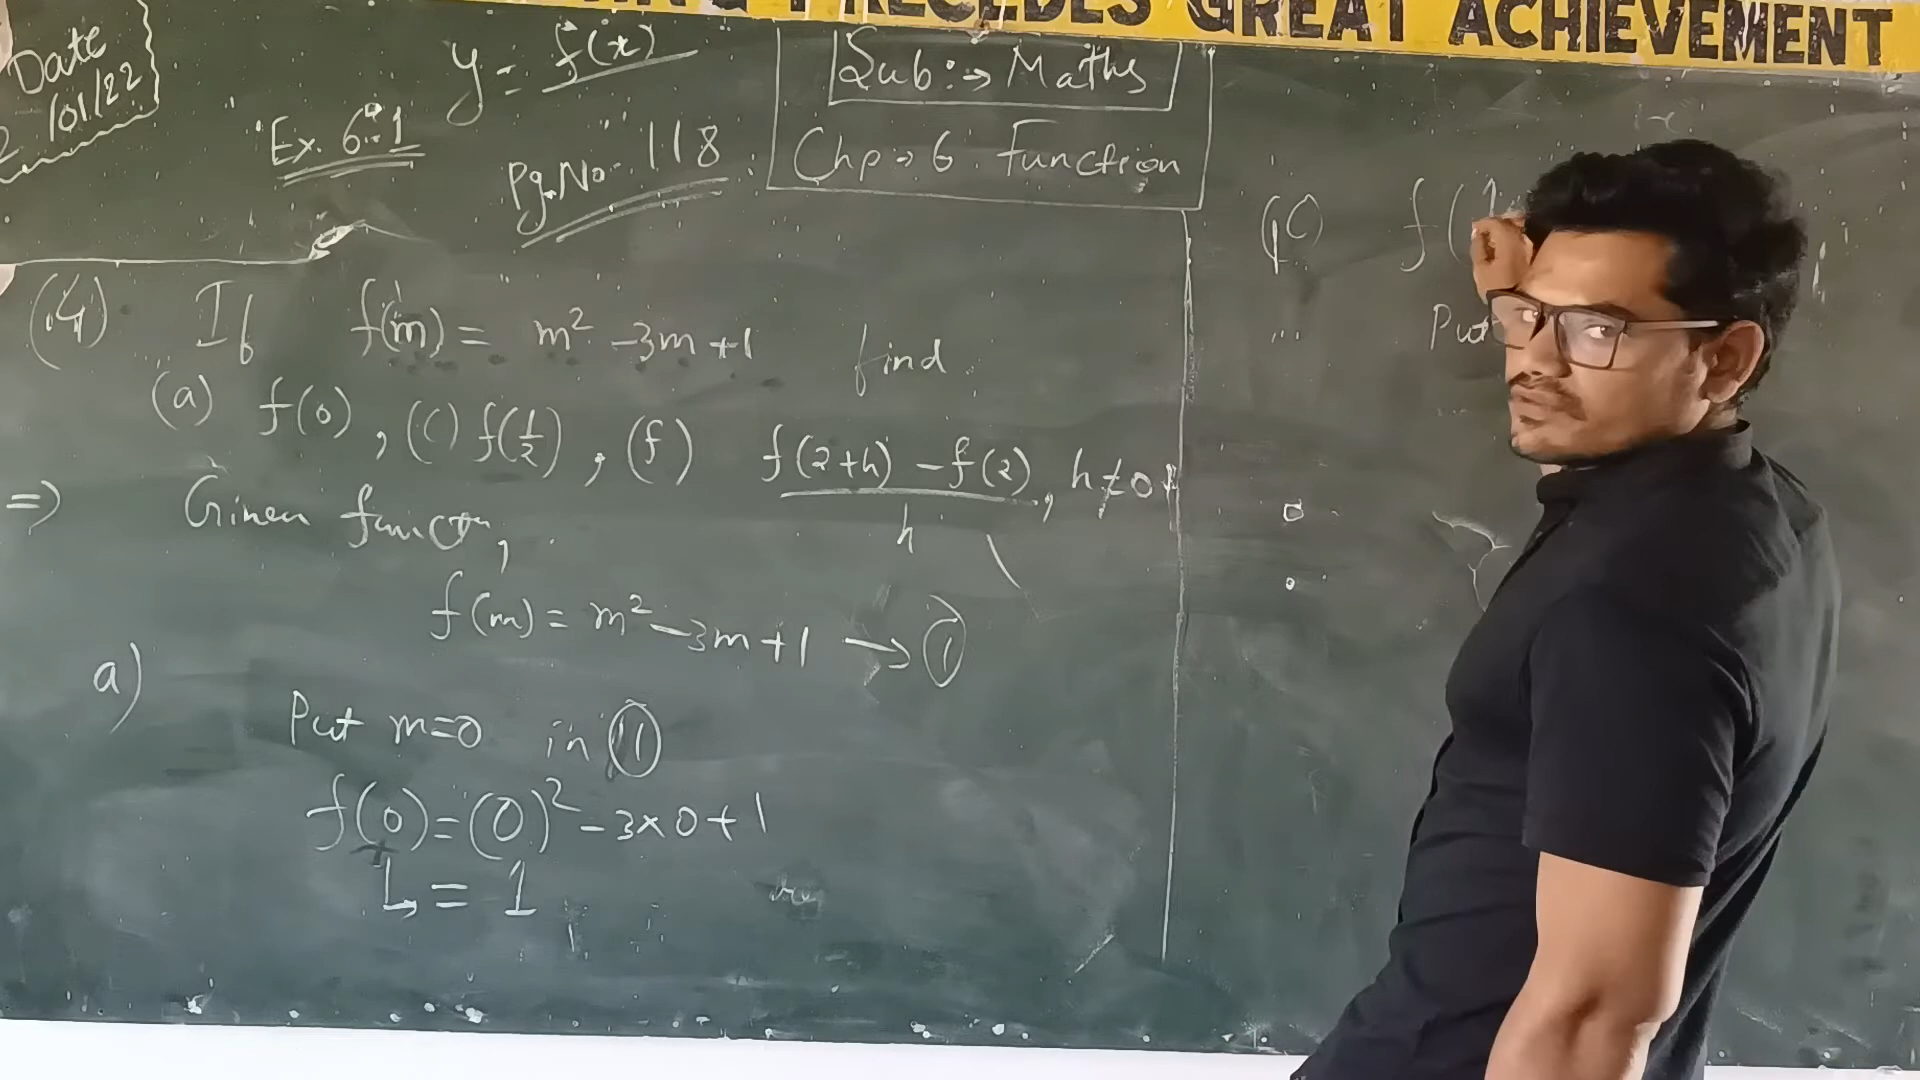 PRECEDES GREAT ACHIEVEMENT
Date
/01/22
y = f(x)
Ex. 6.1
Pg.No. 118
Sub:→ Maths
Chp→ 6. Function
(4) If f(m) = m² -3m+1 find
(a) f(0), (c) f(1/2), (f) f(2+h) - f(2) / h, h≠0
⇒ Given functn,
f(m) = m² - 3m + 1 → ①
a)
Put m=0 in ①
f(0) = (0)² - 3×0+1
↳ = 1
(c) f(
Put